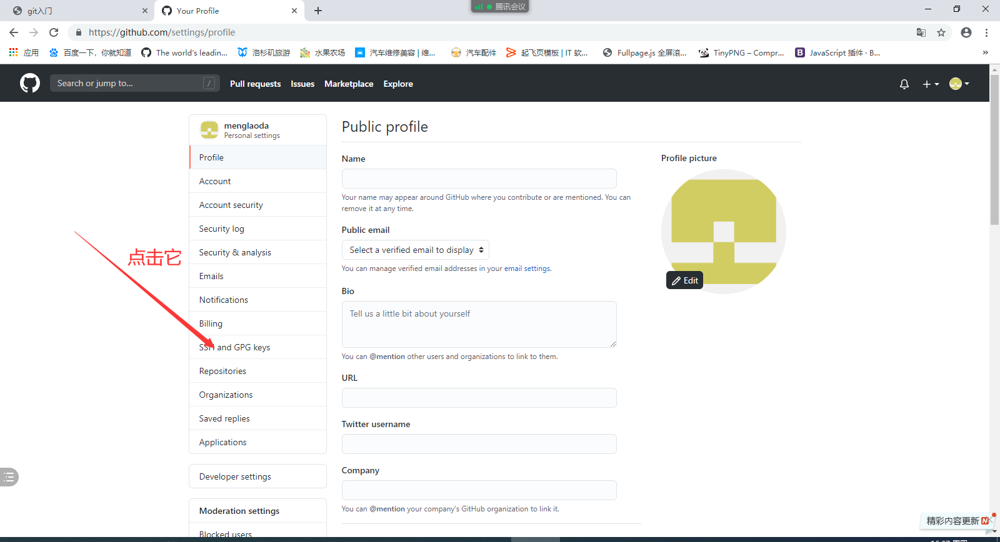 git入门
Your Profile
腾讯会议
https://github.com/settings/profile
应用
百度一下，你就知道
The world's leadin...
洛杉矶旅游
水果农场
汽车维修美容 | 维...
汽车配件
起飞页模板 | IT 软...
Fullpage.js 全屏滚...
TinyPNG – Compr...
JavaScript 插件 · B...
»
Search or jump to...
/
Pull requests
Issues
Marketplace
Explore
menglaoda
Personal settings
Profile
Account
Account security
Security log
Security & analysis
点击它
Emails
Notifications
Billing
SSH and GPG keys
Repositories
Organizations
Saved replies
Applications
Developer settings
Moderation settings
Blocked users
Public profile
Name
Your name may appear around GitHub where you contribute or are mentioned. You can
remove it at any time.
Public email
Select a verified email to display
You can manage verified email addresses in your email settings.
Bio
Tell us a little bit about yourself
You can @mention other users and organizations to link to them.
URL
Twitter username
Company
You can @mention your company's GitHub organization to link it.
Profile picture
Edit
精彩内容更新